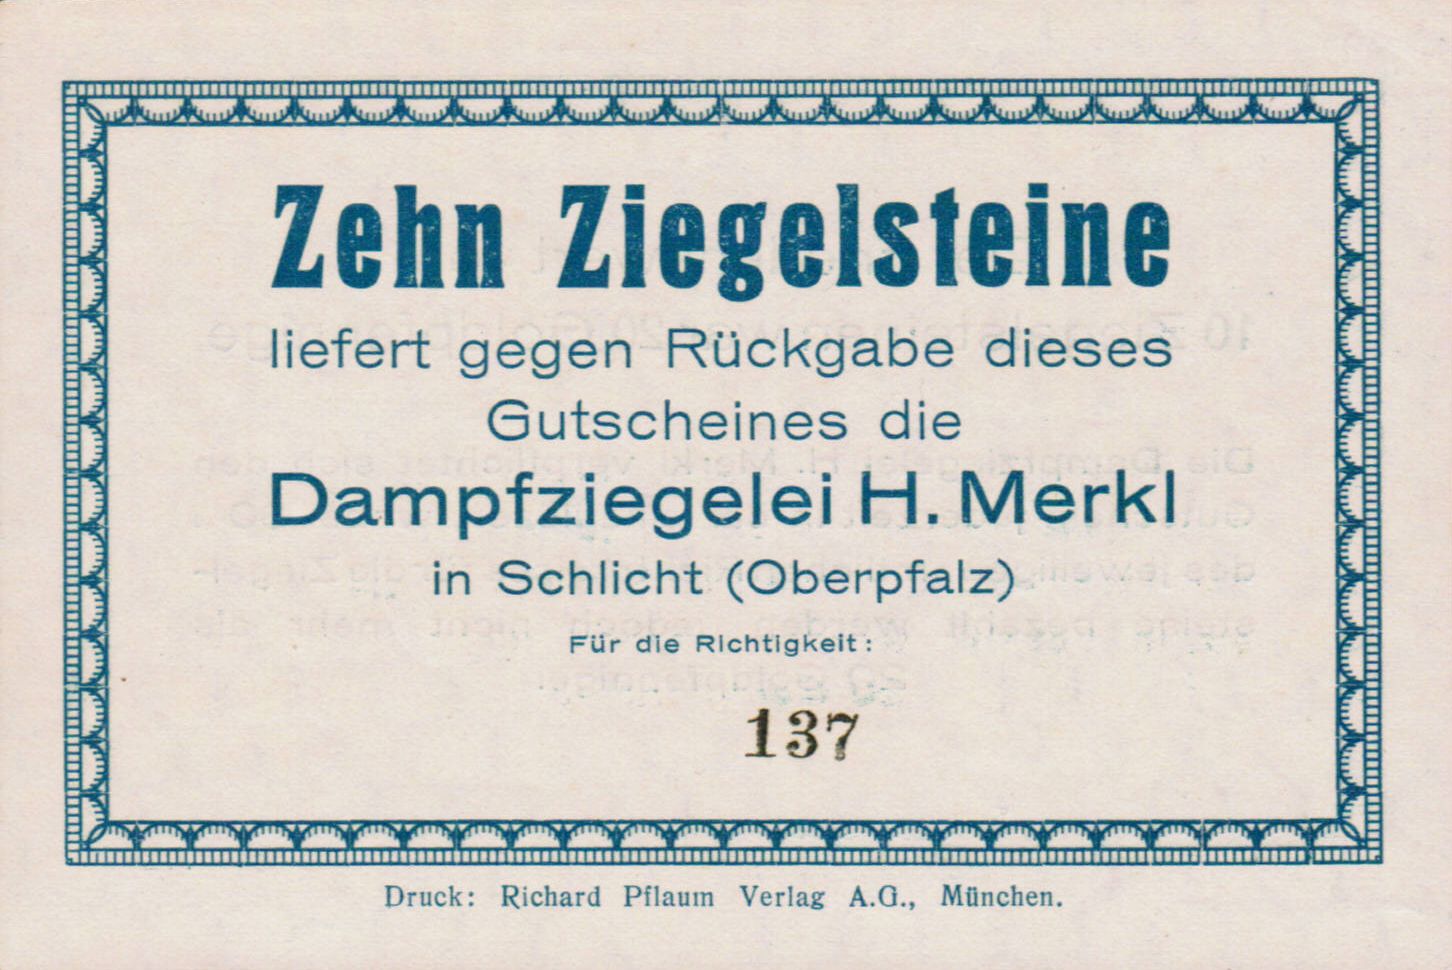 Zehn Ziegelsteine
liefert gegen Rückgabe dieses
Gutscheines die
Dampfziegelei H. Merkl
in Schlicht (Oberpfalz)
Für die Richtigkeit:
137
Druck: Richard Pflaum Verlag A.G., München.